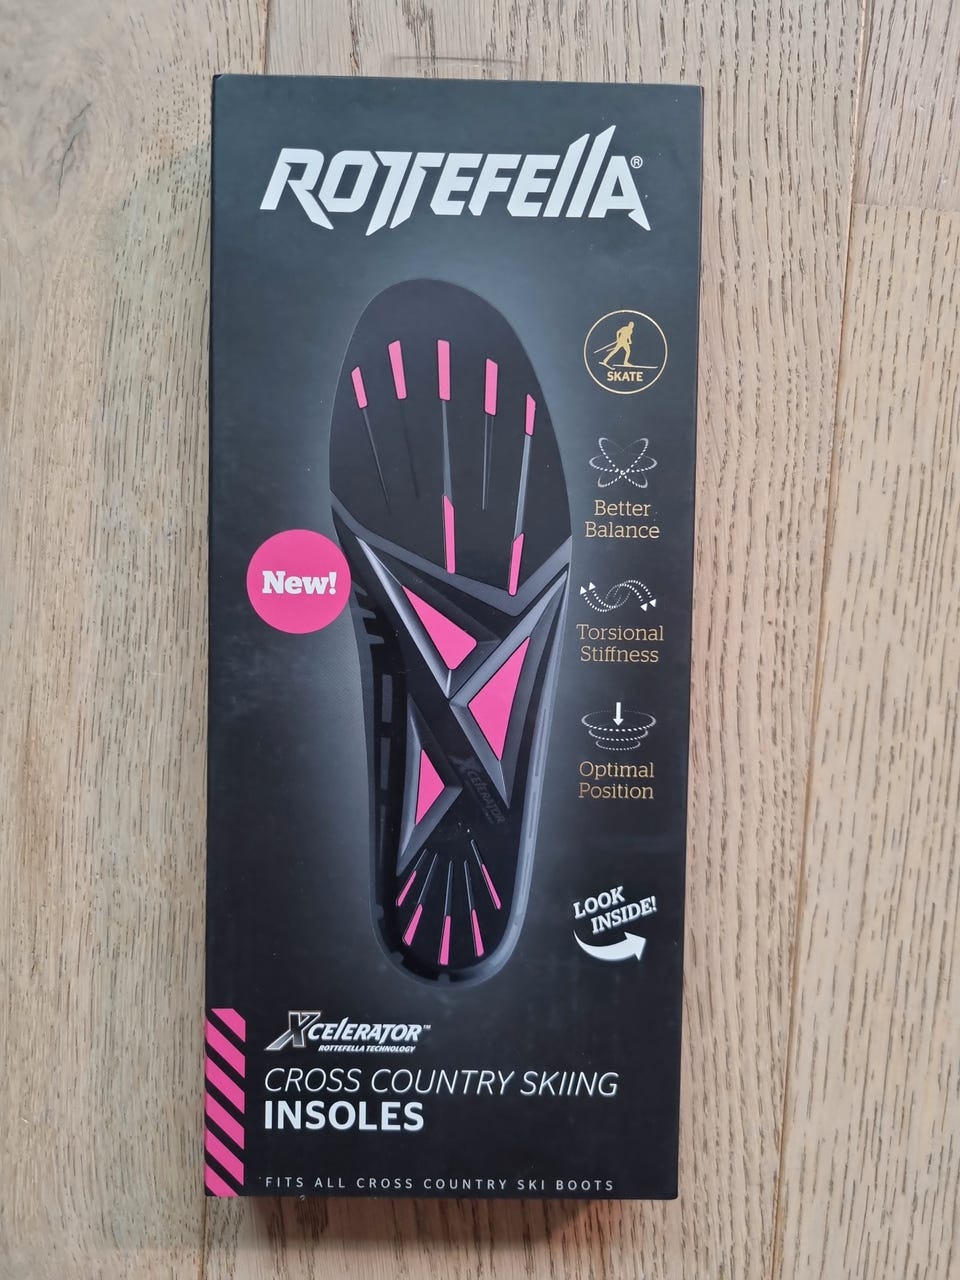 ROTTEFELLA®
SKATE
Better
Balance
New!
Torsional
Stiffness
Optimal
Position
XCELERATOR
LOOK
INSIDE!
XCELERATOR™
ROTTEFELLA TECHNOLOGY
CROSS COUNTRY SKIING
INSOLES
FITS ALL CROSS COUNTRY SKI BOOTS